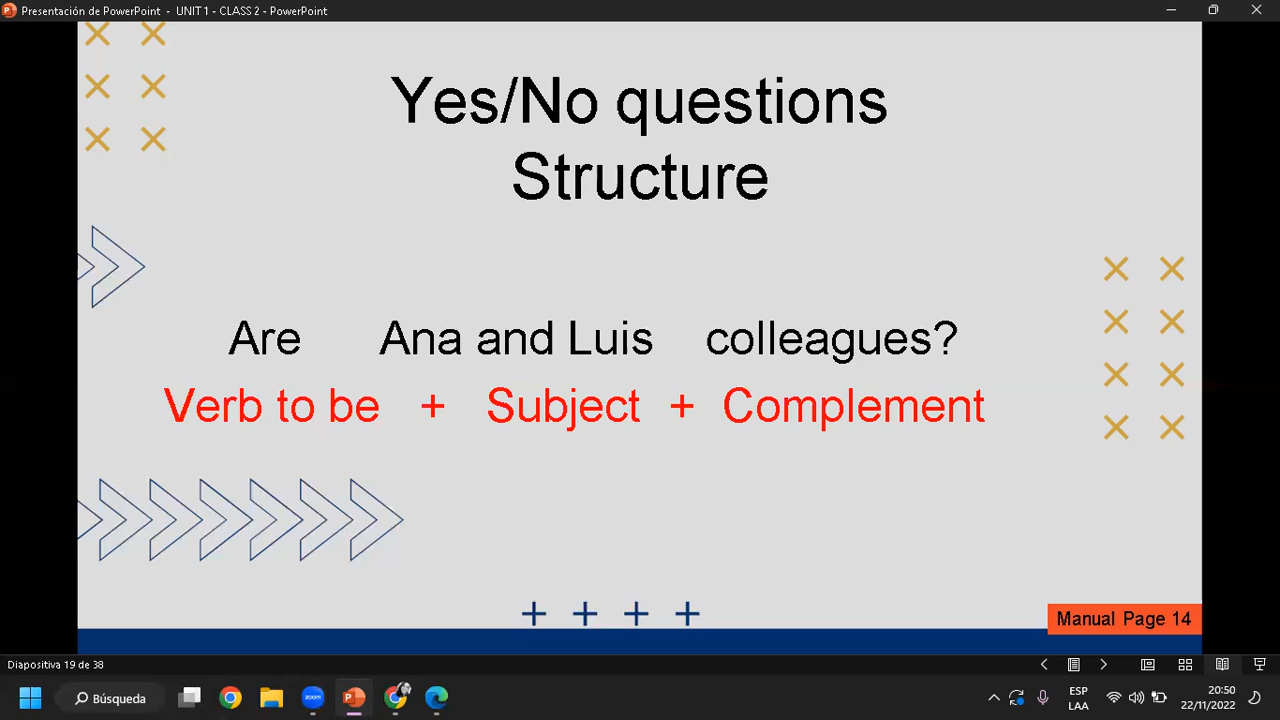 Presentación de PowerPoint - UNIT 1 - CLASS 2 - PowerPoint
Yes/No questions
Structure
Are Ana and Luis colleagues?
Verb to be + Subject + Complement
Manual Page 14
Diapositiva 19 de 38
Búsqueda
zoom
ESP
LAA
20:50
22/11/2022